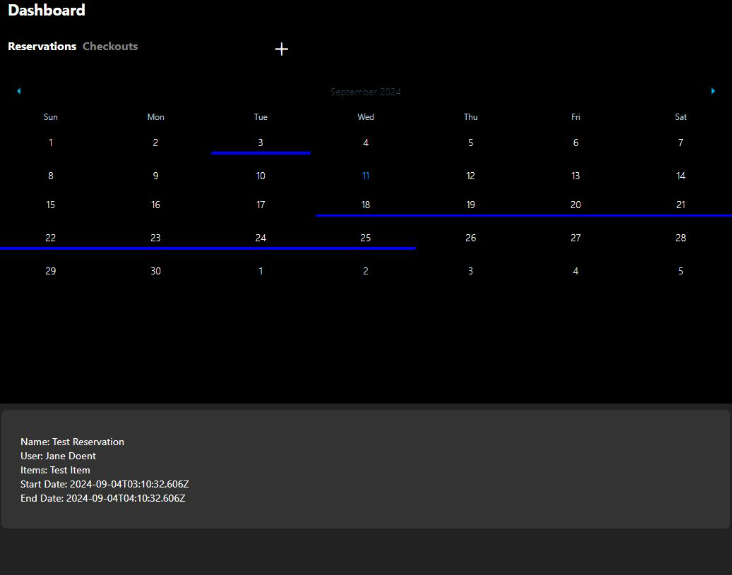 Dashboard
Reservations Checkouts
September 2024
Sun Mon Tue Wed Thu Fri Sat
1 2 3 4 5 6 7
8 9 10 11 12 13 14
15 16 17 18 19 20 21
22 23 24 25 26 27 28
29 30 1 2 3 4 5
Name: Test Reservation
User: Jane Doent
Items: Test Item
Start Date: 2024-09-04T03:10:32.606Z
End Date: 2024-09-04T04:10:32.606Z